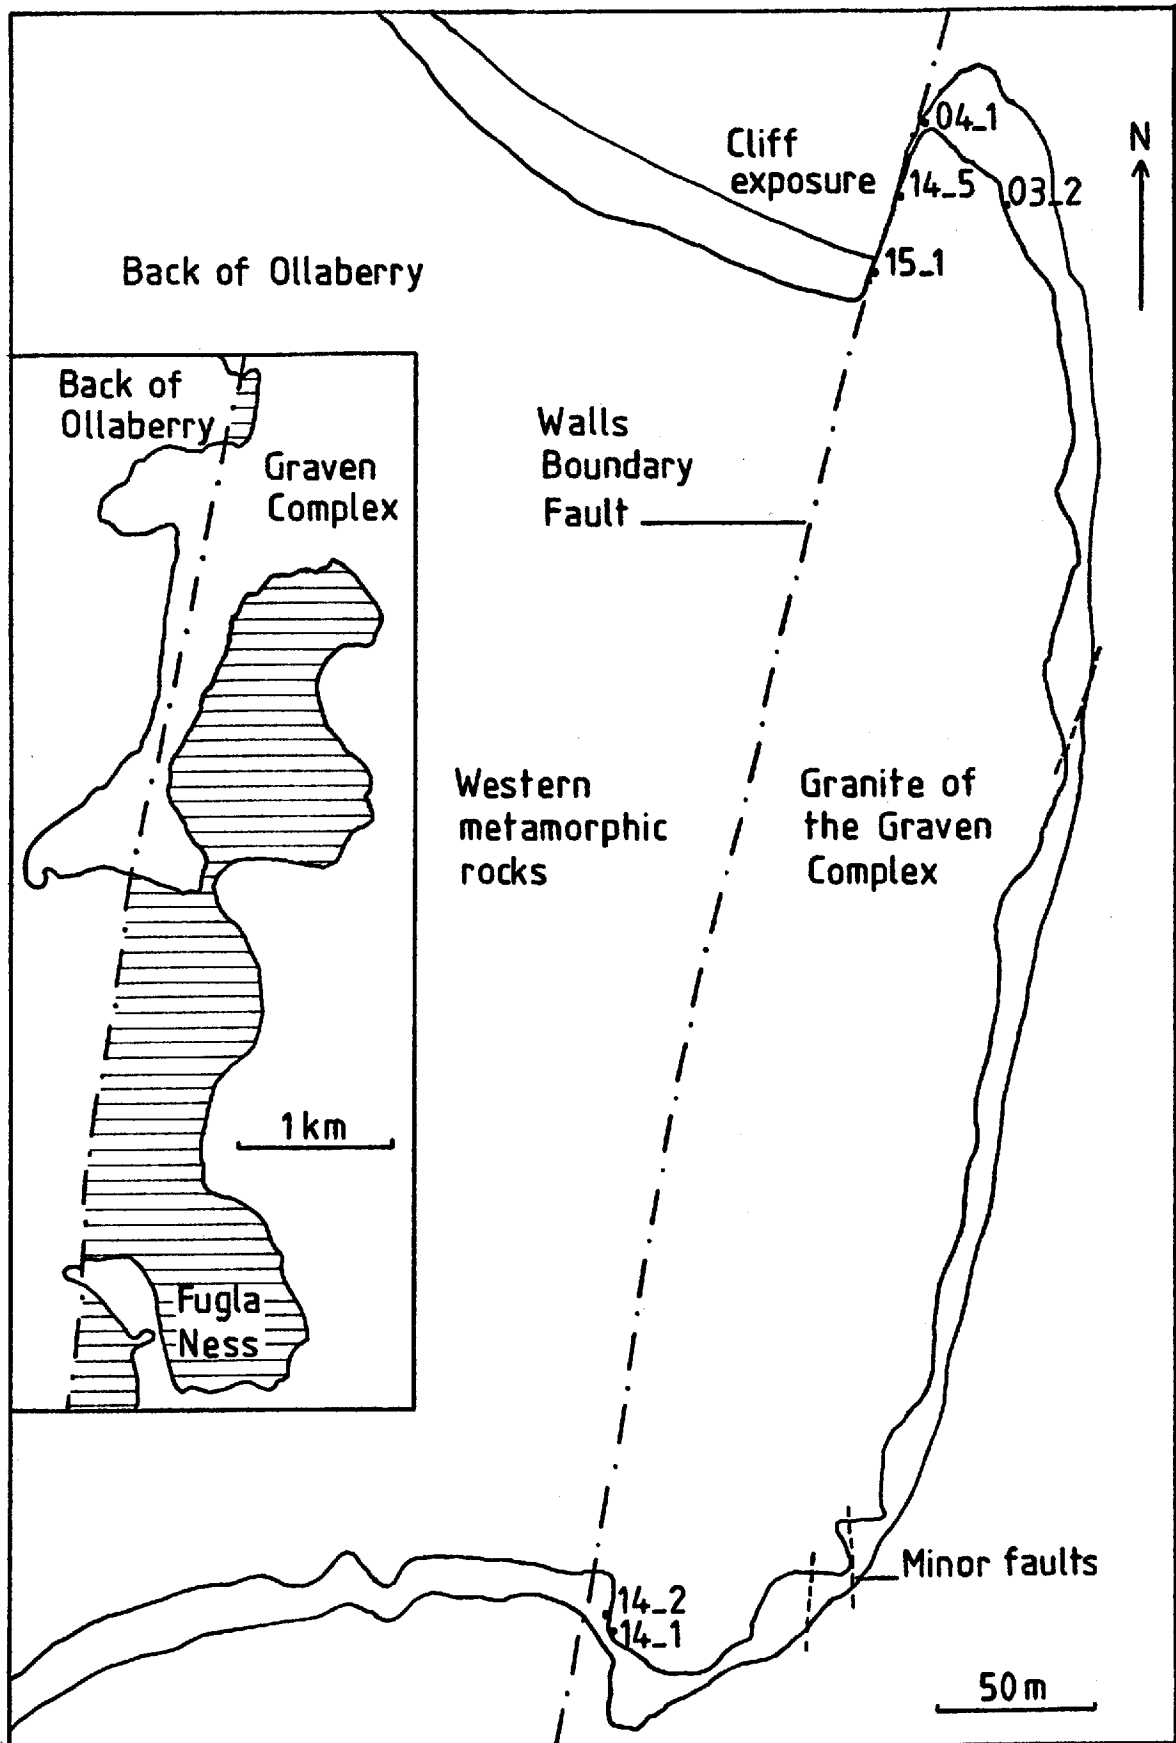 04_1
N
Cliff
exposure
14_5
03_2
15_1
Back of Ollaberry
Back of
Ollaberry
Graven
Complex
1 km
Fugla
Ness
Walls
Boundary
Fault
Western
metamorphic
rocks
Granite of
the Graven
Complex
Minor faults
14_2
14_1
50 m